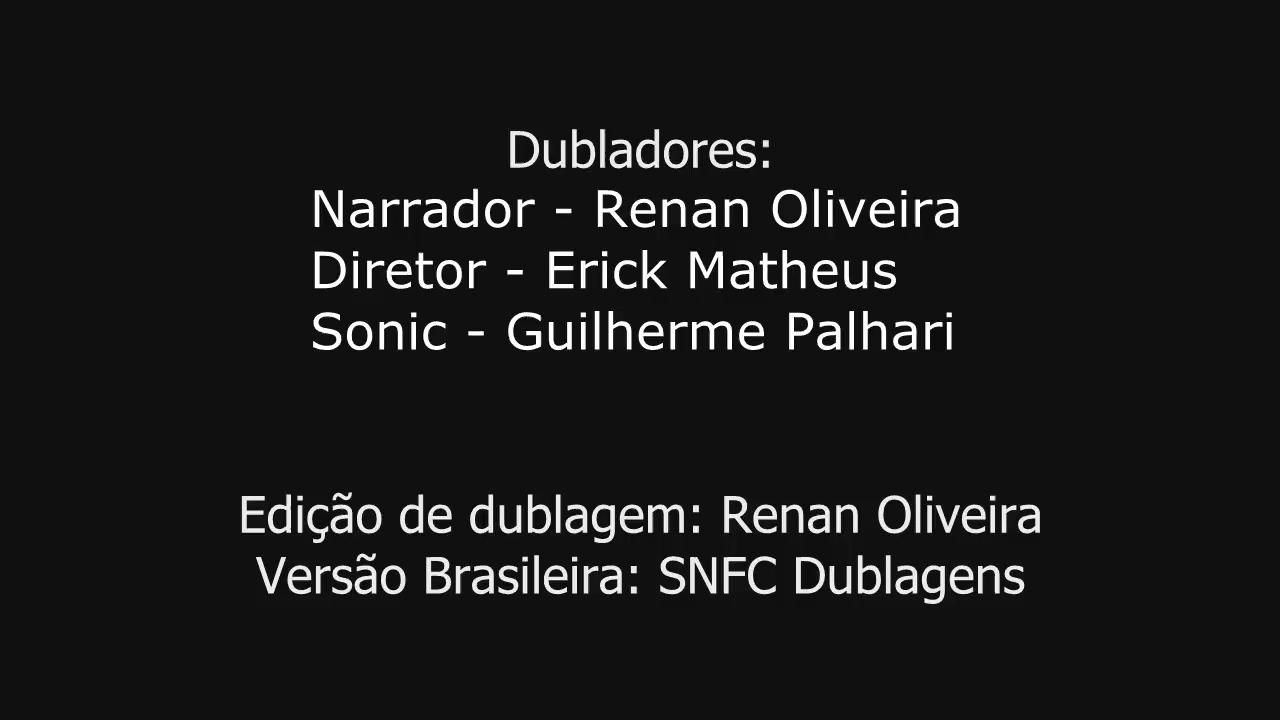 Dubladores:
Narrador - Renan Oliveira
Diretor - Erick Matheus
Sonic - Guilherme Palhari
Edição de dublagem: Renan Oliveira
Versão Brasileira: SNFC Dublagens